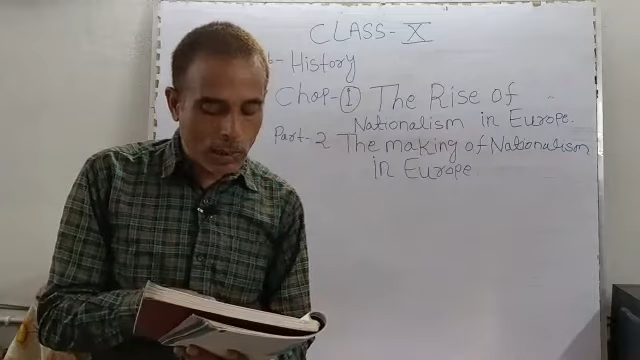 CLASS- X
b- History
Chap-① The Rise of
Nationalism in Europe.
Part-2 The making of Nationalism
in Europe.